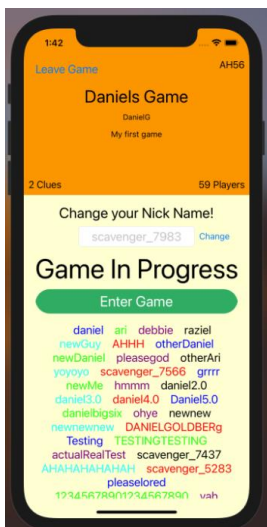 1:42
Leave Game
AH56
Daniels Game
DanielG
My first game
2 Clues
59 Players
Change your Nick Name!
scavenger_7983 Change
Game In Progress
Enter Game
daniel ari debbie raziel
newGuy AHHH otherDaniel
newDaniel pleasegod otherAri
yoyoyo scavenger_7566 grrrr
newMe hmmm daniel2.0
daniel3.0 daniel4.0 Daniel5.0
danielbigsix ohye newnew
newnewnew DANIELGOLDBERg
Testing TESTINGTESTING
actualRealTest scavenger_7437
AHAHAHAHAHAH scavenger_5283
pleaselored
12345678901234567890 yah